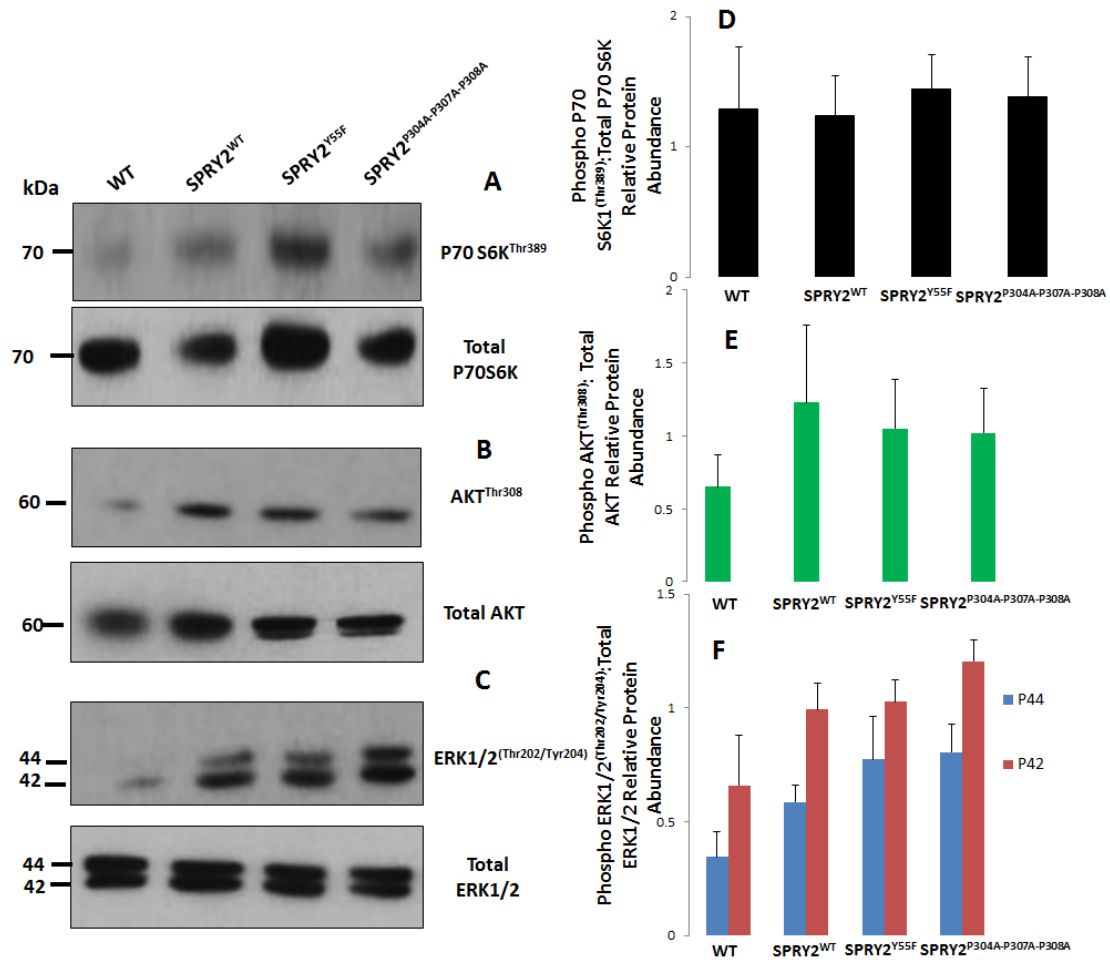 kDa
WT
SPRY2WT
SPRY2Y55F
SPRY2P304A-P307A-P308A
A
70
P70 S6KThr389
70
Total
P70S6K
B
60
AKTThr308
60
Total AKT
C
44
42
ERK1/2(Thr202/Tyr204)
44
42
Total
ERK1/2
D
Phospho P70
S6K1(Thr389):Total P70 S6K
Relative Protein
Abundance
2
1
0
WT
SPRY2WT
SPRY2Y55F
SPRY2P304A-P307A-P308A
E
Phospho AKT(Thr308): Total
AKT Relative Protein
Abundance
2
1.5
1
0.5
0
WT
SPRY2WT
SPRY2Y55F
SPRY2P304A-P307A-P308A
F
Phospho ERK1/2(Thr202/Tyr204):Total
ERK1/2 Relative Protein
Abundance
1.5
1
0.5
0
P44
P42
WT
SPRY2WT
SPRY2Y55F
SPRY2P304A-P307A-P308A